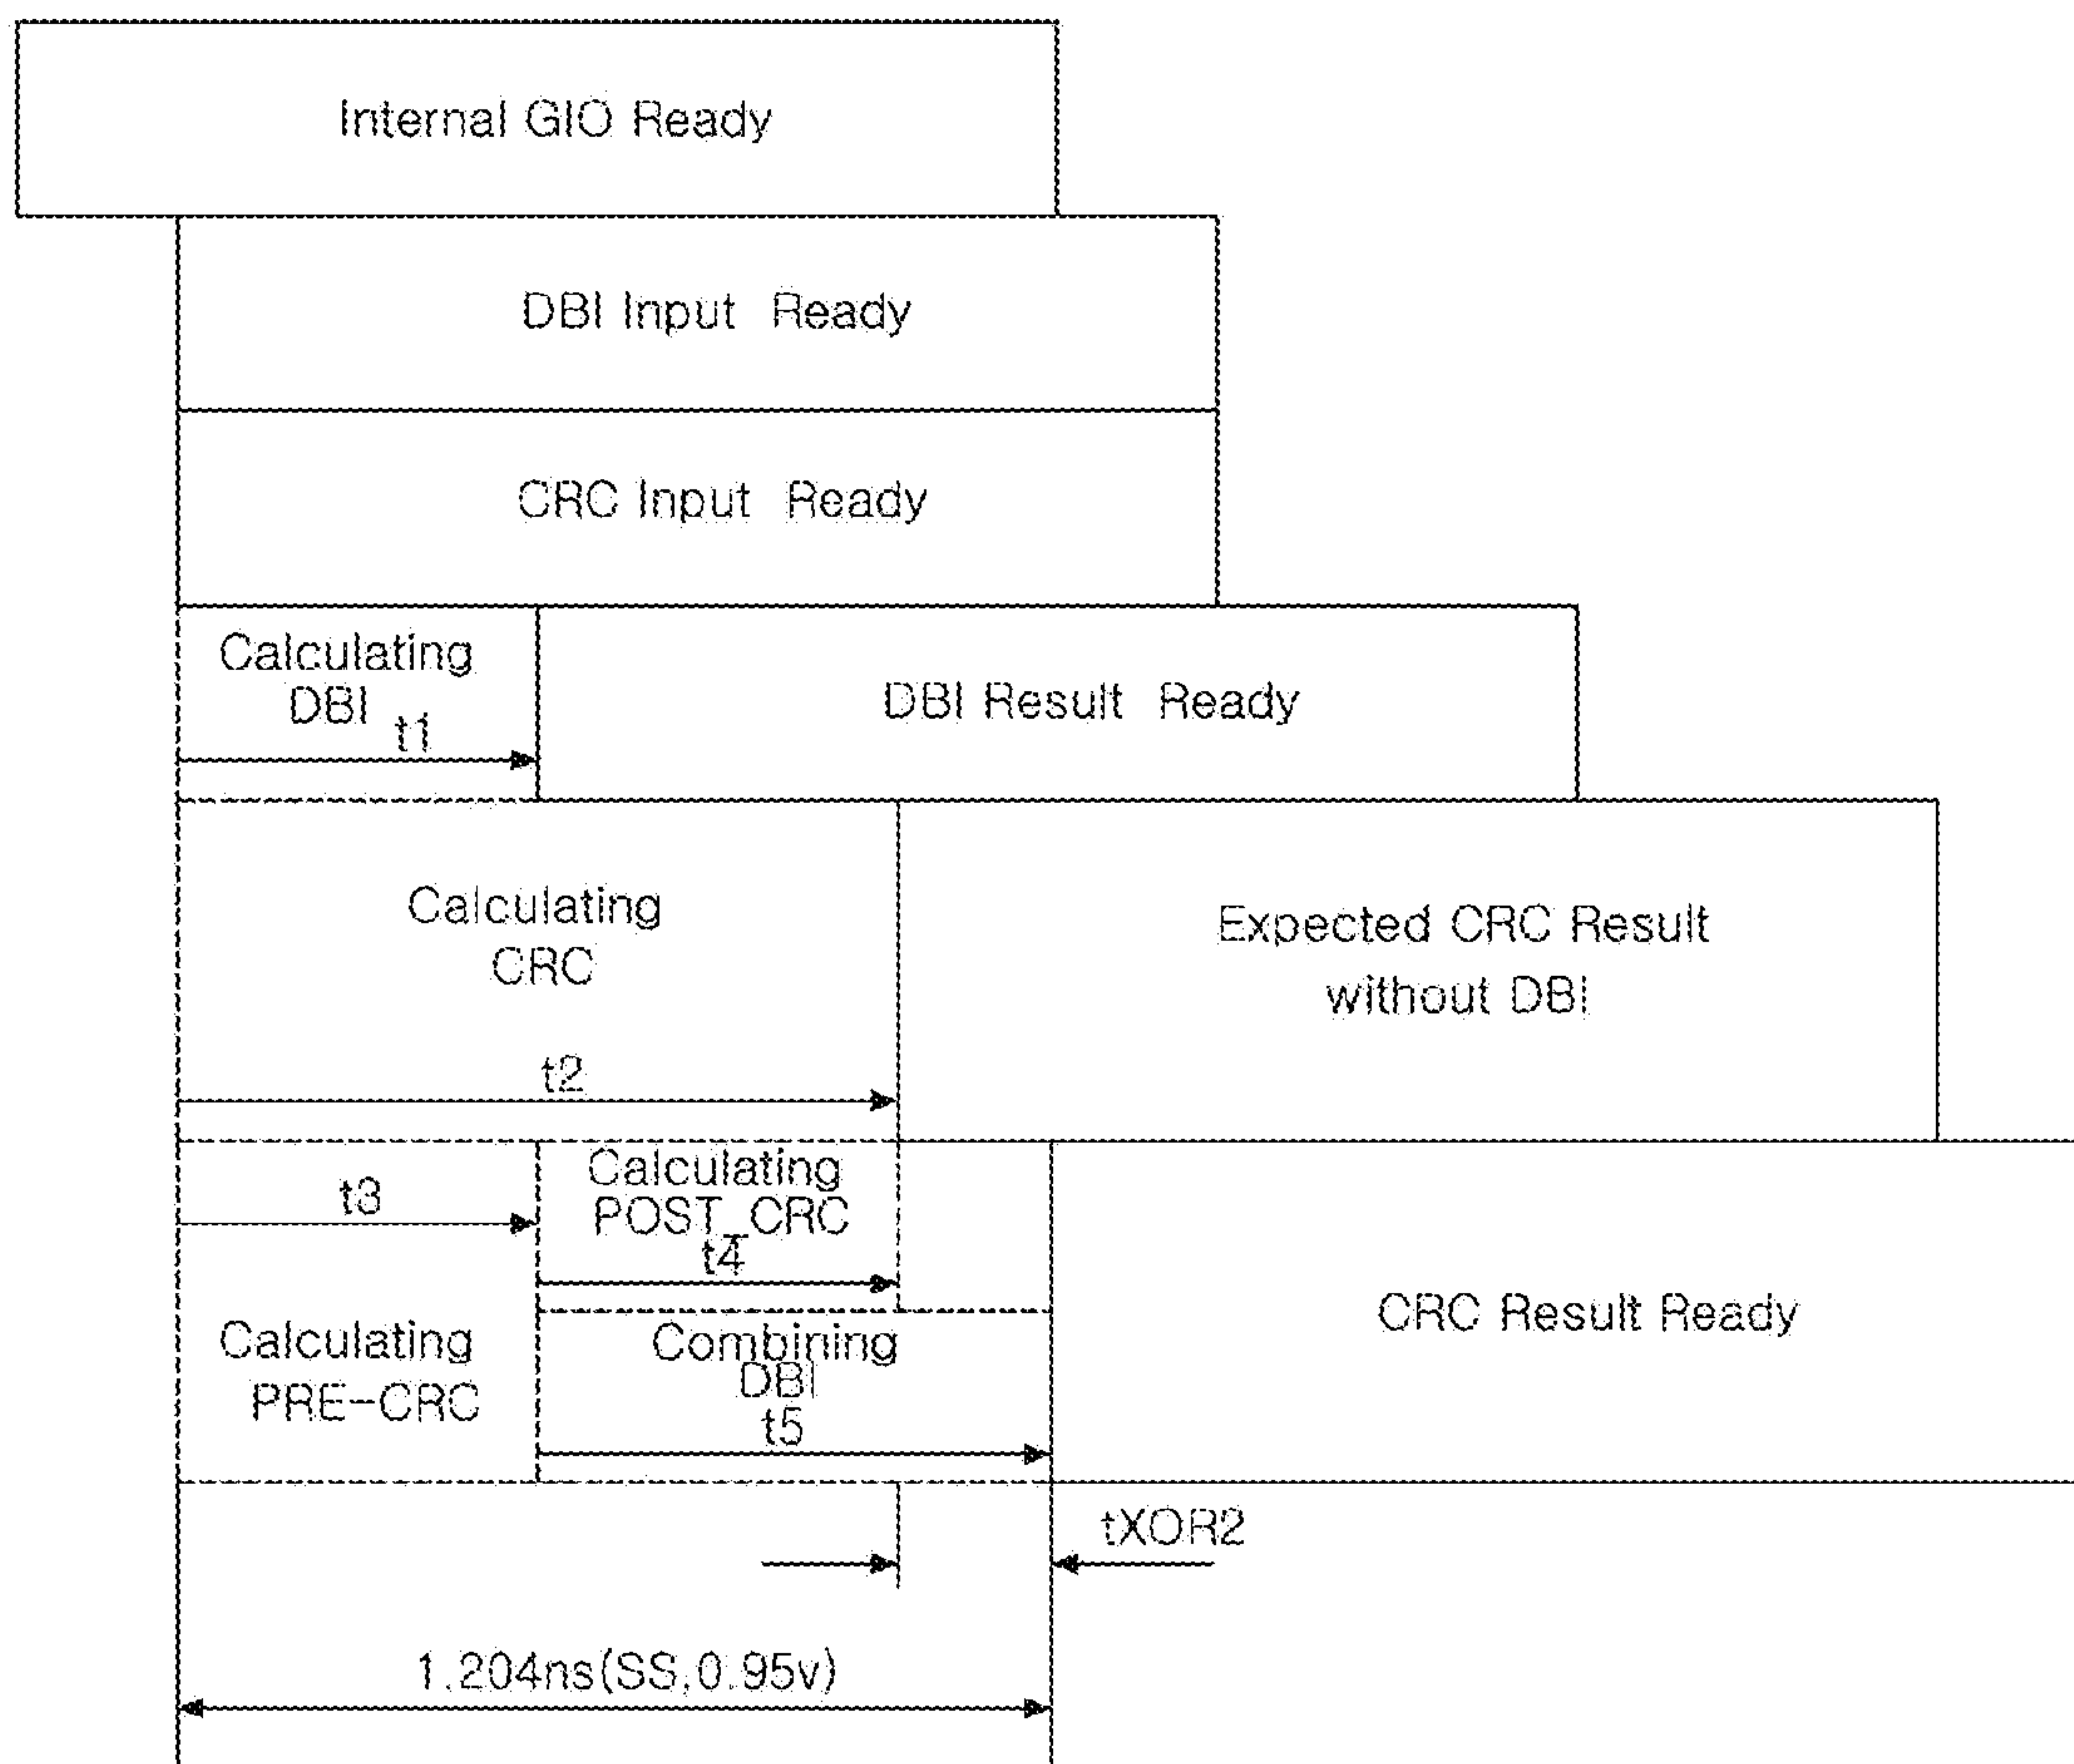 Internal GIO Ready
DBI Input Ready
CRC Input Ready
Calculating
DBI
t1
DBI Result Ready
Calculating
CRC
t2
Expected CRC Result
without DBI
t3
Calculating
PRE-CRC
Calculating
POST_CRC
t4
Combining
DBI
t5
CRC Result Ready
tXOR2
1.204ns(SS,0.95v)